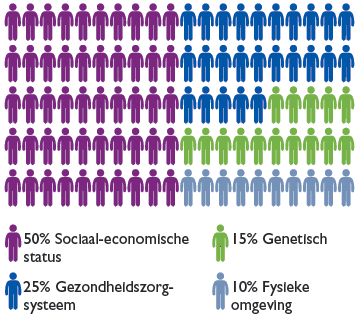 50% Sociaal-economische
status
15% Genetisch
25% Gezondheidszorg-
systeem
10% Fysieke
omgeving